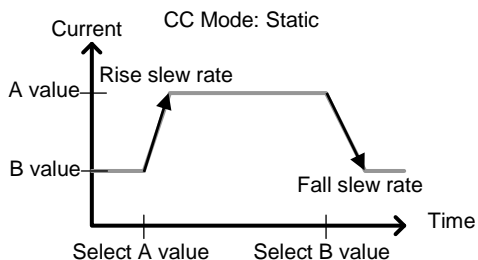 CC Mode: Static
Current
Rise slew rate
A value
B value
Fall slew rate
Time
Select A value
Select B value